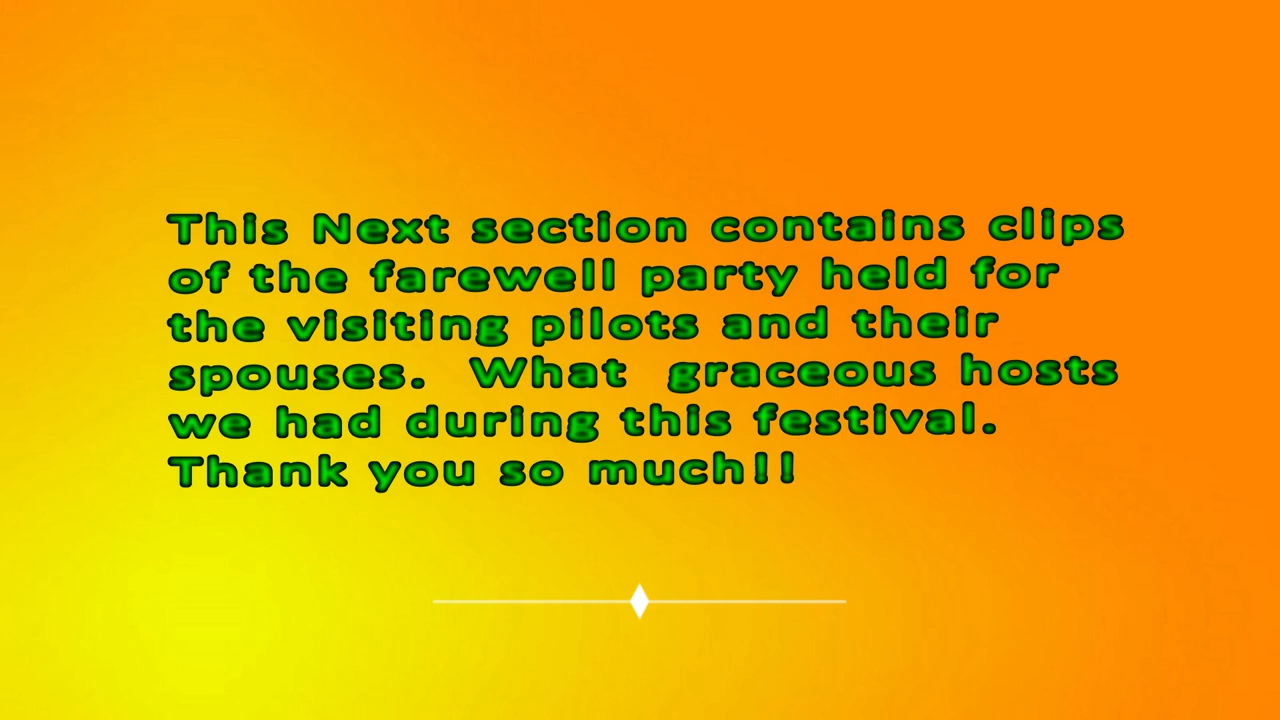 This Next section contains clips
of the farewell party held for
the visiting pilots and their
spouses.  What  graceous hosts
we had during this festival.
Thank you so much!!